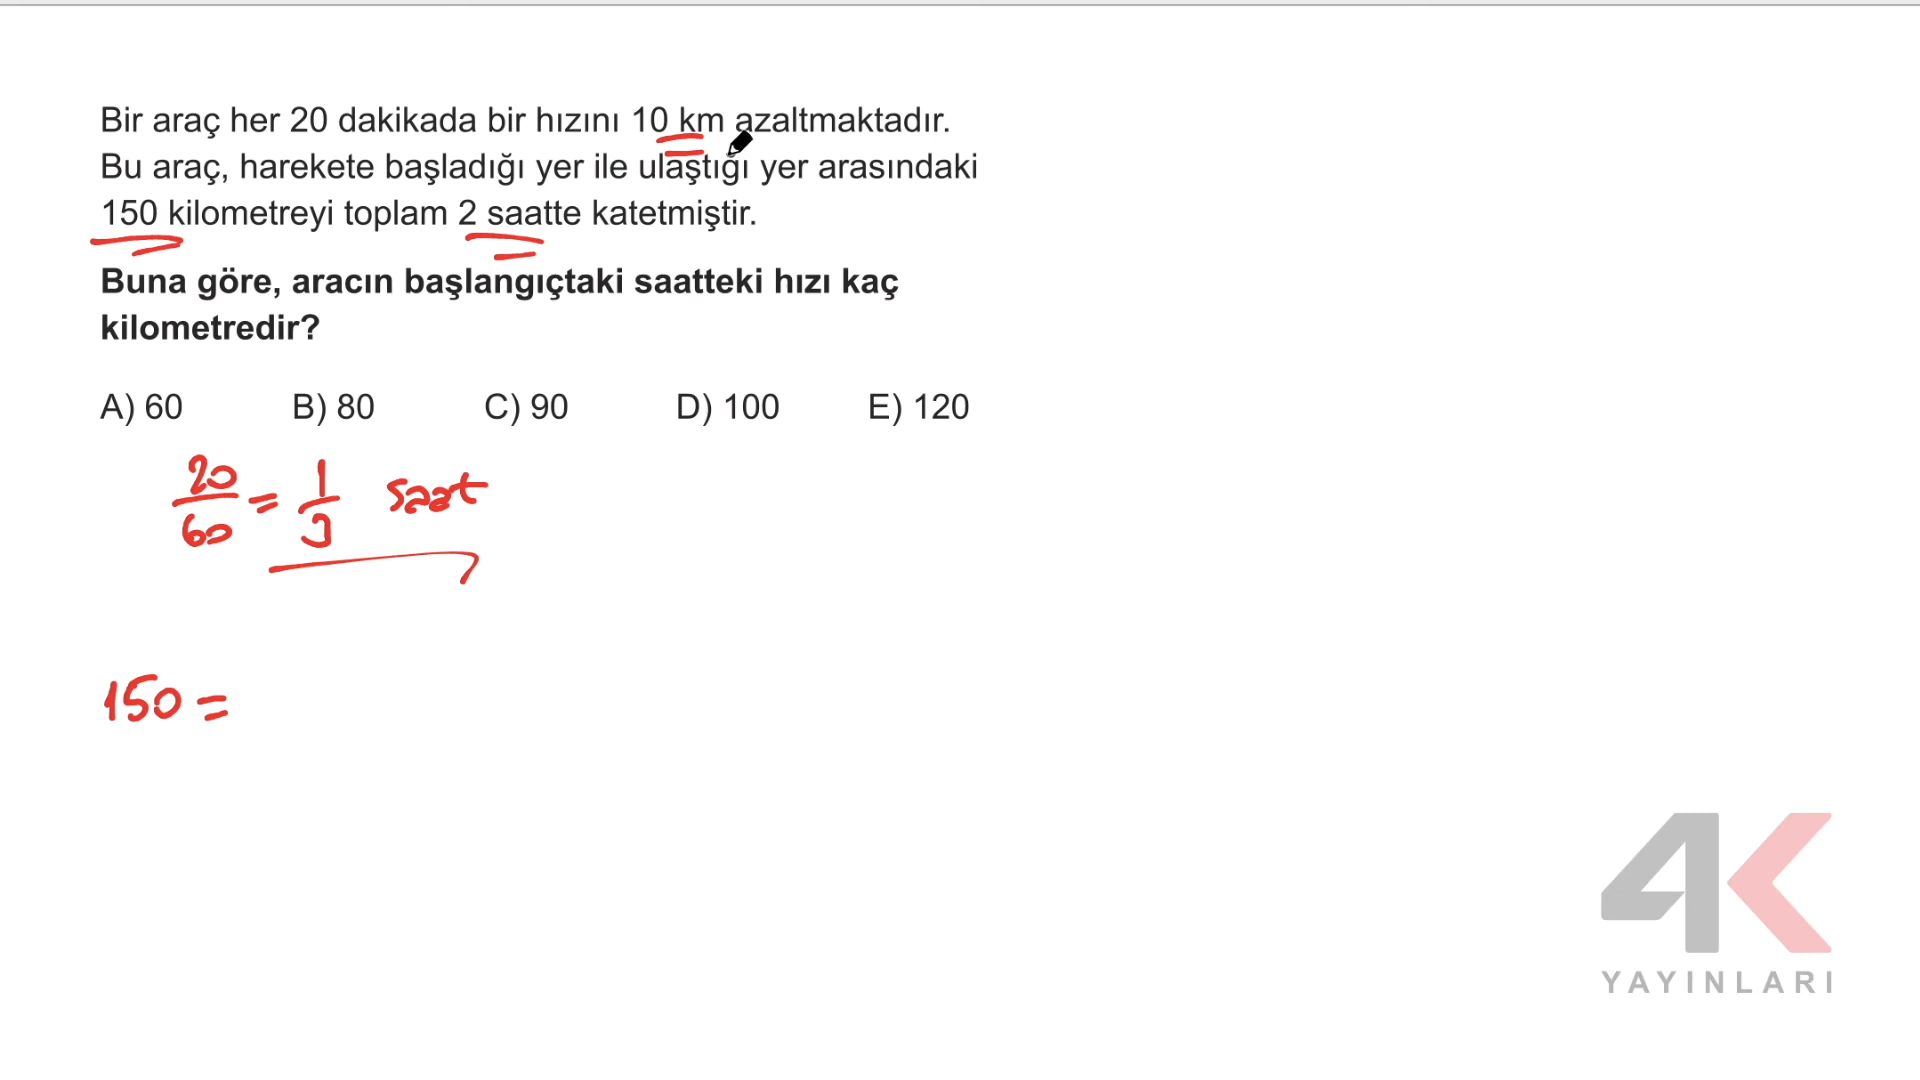 Bir araç her 20 dakikada bir hızını 10 km azaltmaktadır.
Bu araç, harekete başladığı yer ile ulaştığı yer arasındaki
150 kilometreyi toplam 2 saatte katetmiştir.
Buna göre, aracın başlangıçtaki saatteki hızı kaç
kilometredir?
A) 60 B) 80 C) 90 D) 100 E) 120
20/60 = 1/3 saat
150 =
4K
YAYINLARI